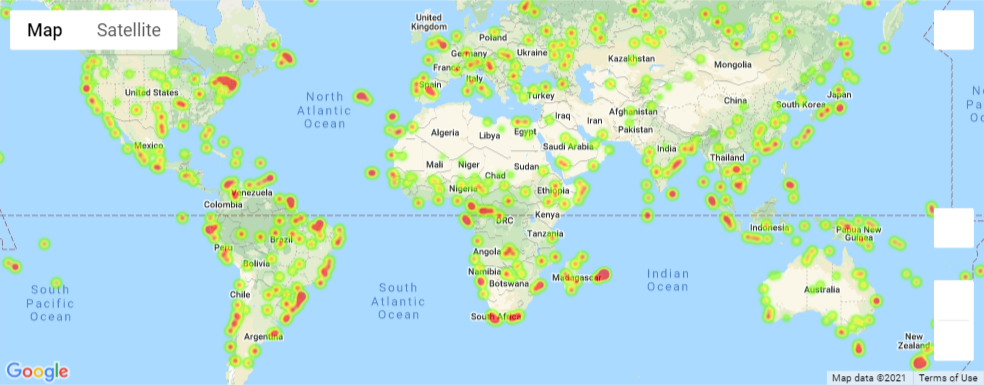 Map Satellite
United
Kingdom
Poland
Germany
Ukraine
France
Kazakhstan
Mongolia
Italy
Spain
United States
North
Atlantic
Ocean
Turkey
China
Japan
South Korea
Afghanistan
Iraq
Iran
Pakistan
Algeria
Libya
Egypt
Mexico
Saudi Arabia
India
Thailand
Mali
Niger
Chad
Sudan
Nigeria
Ethiopia
Venezuela
Colombia
Kenya
DRC
Tanzania
Indonesia
Papua New
Guinea
Peru
Brazil
Bolivia
Angola
Namibia
Botswana
Madagascar
Indian
Ocean
Australia
South
Pacific
Ocean
South
Atlantic
Ocean
Chile
South Africa
Argentina
New
Zealand
Google
Map data ©2021
Terms of Use